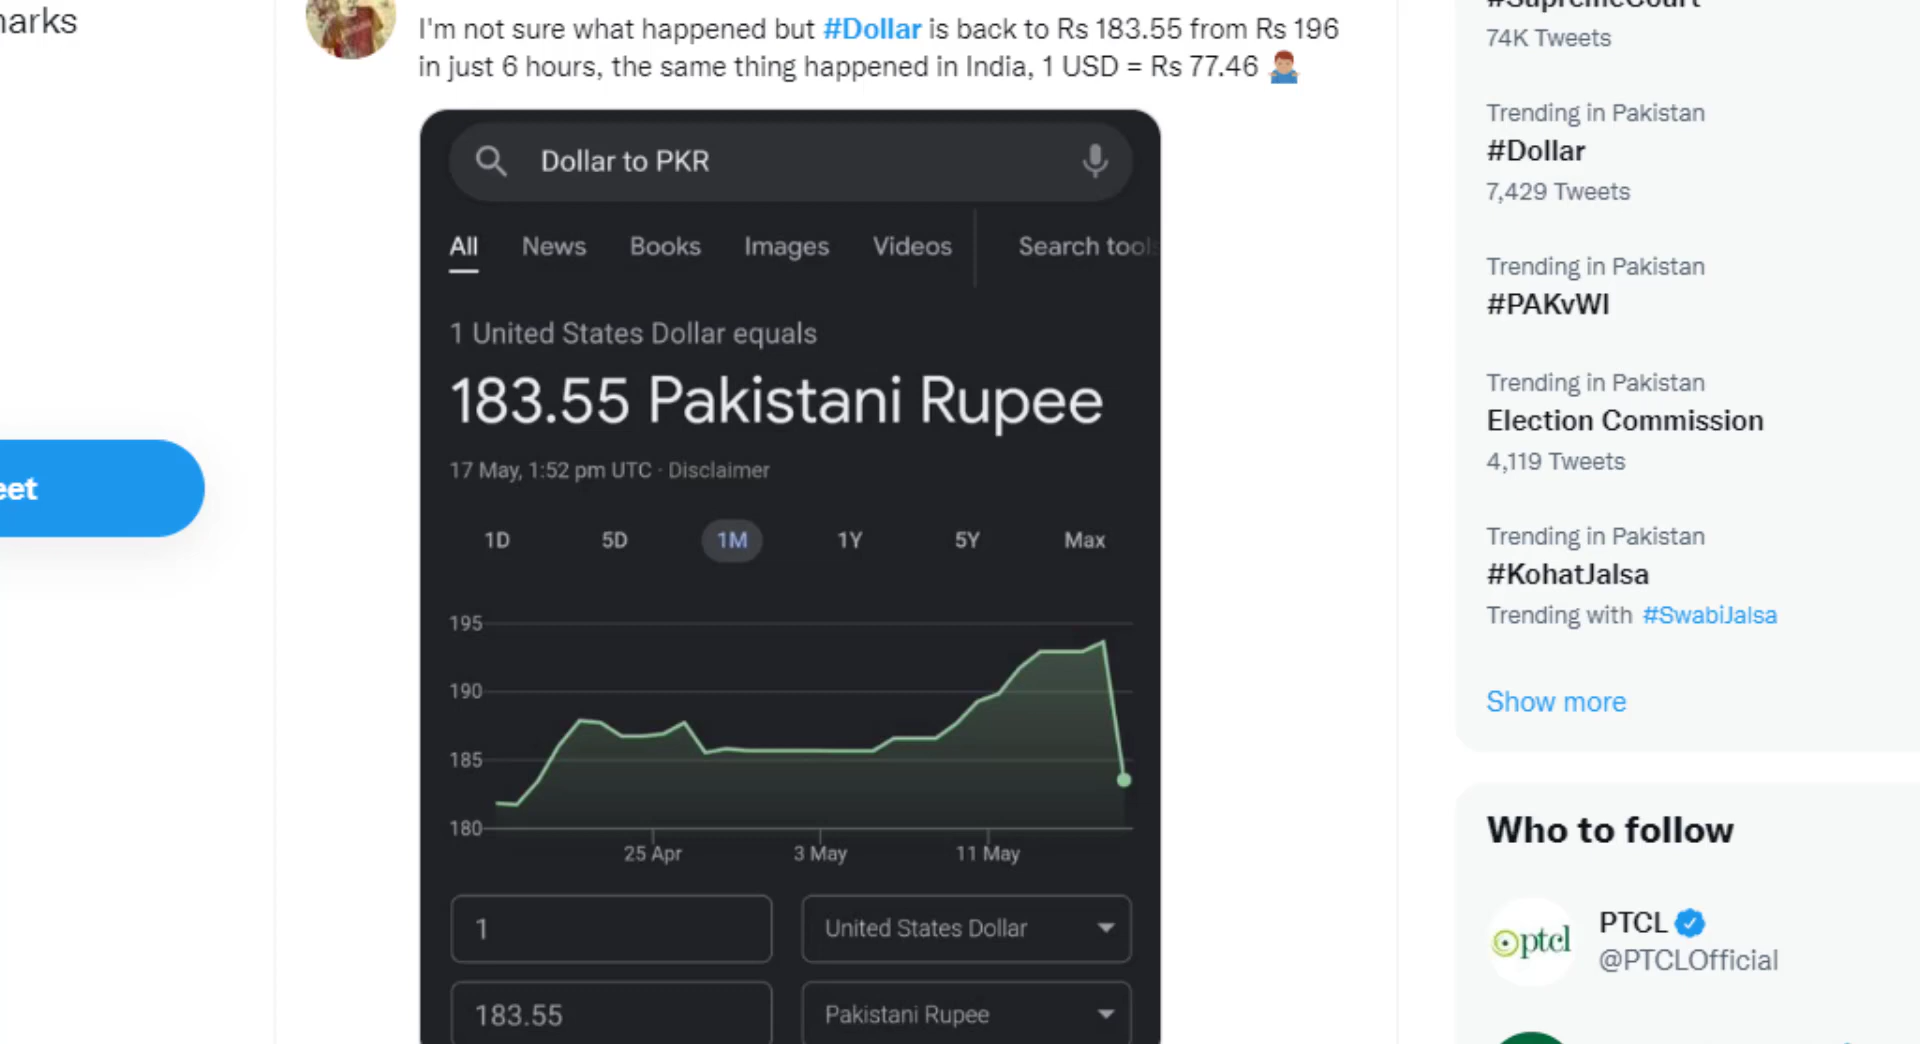 I'm not sure what happened but #Dollar is back to Rs 183.55 from Rs 196
in just 6 hours, the same thing happened in India, 1 USD = Rs 77.46
Dollar to PKR
All News Books Images Videos Search tools
1 United States Dollar equals
183.55 Pakistani Rupee
17 May, 1:52 pm UTC · Disclaimer
1D 5D 1M 1Y 5Y Max
195
190
185
180
25 Apr 3 May 11 May
1 United States Dollar
183.55 Pakistani Rupee
#SupremeCourt
74K Tweets
Trending in Pakistan
#Dollar
7,429 Tweets
Trending in Pakistan
#PAKvWI
Trending in Pakistan
Election Commission
4,119 Tweets
Trending in Pakistan
#KohatJalsa
Trending with #SwabiJalsa
Show more
Who to follow
ptcl
PTCL
@PTCLOfficial